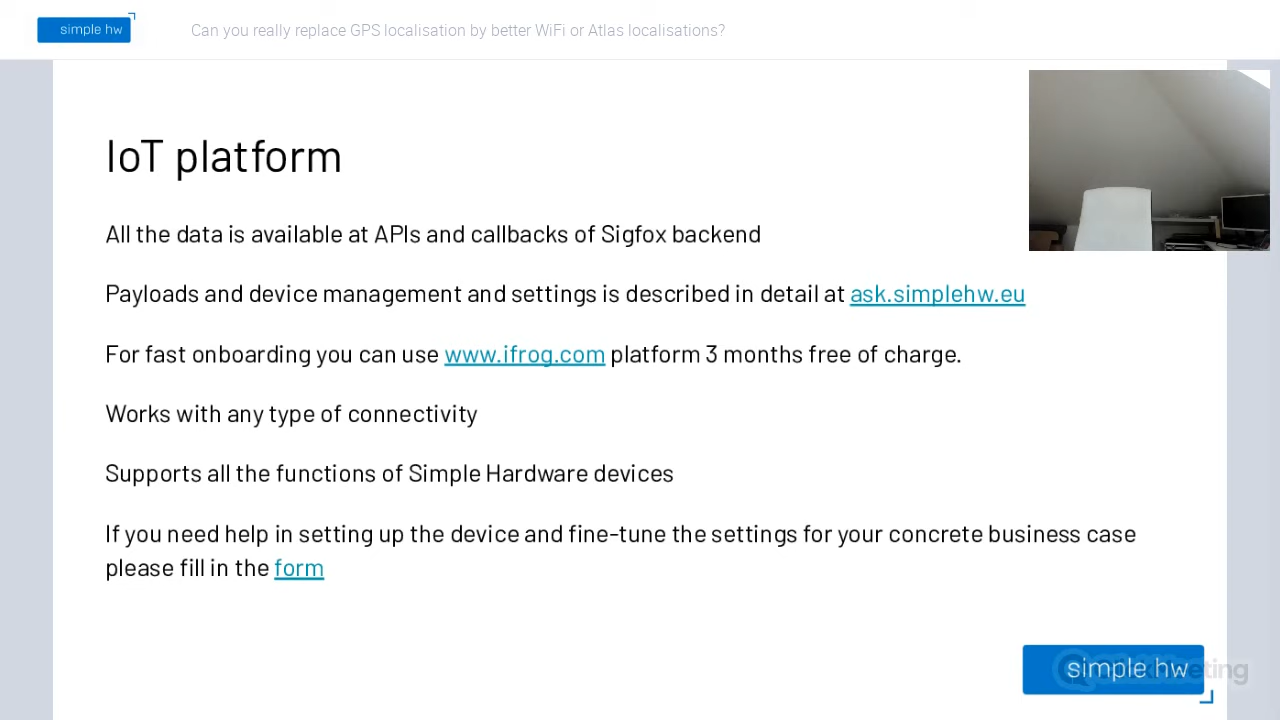 simple hw
Can you really replace GPS localisation by better WiFi or Atlas localisations?
IoT platform
All the data is available at APIs and callbacks of Sigfox backend
Payloads and device management and settings is described in detail at ask.simplehw.eu
For fast onboarding you can use www.ifrog.com platform 3 months free of charge.
Works with any type of connectivity
Supports all the functions of Simple Hardware devices
If you need help in setting up the device and fine-tune the settings for your concrete business case
please fill in the form
simple hw